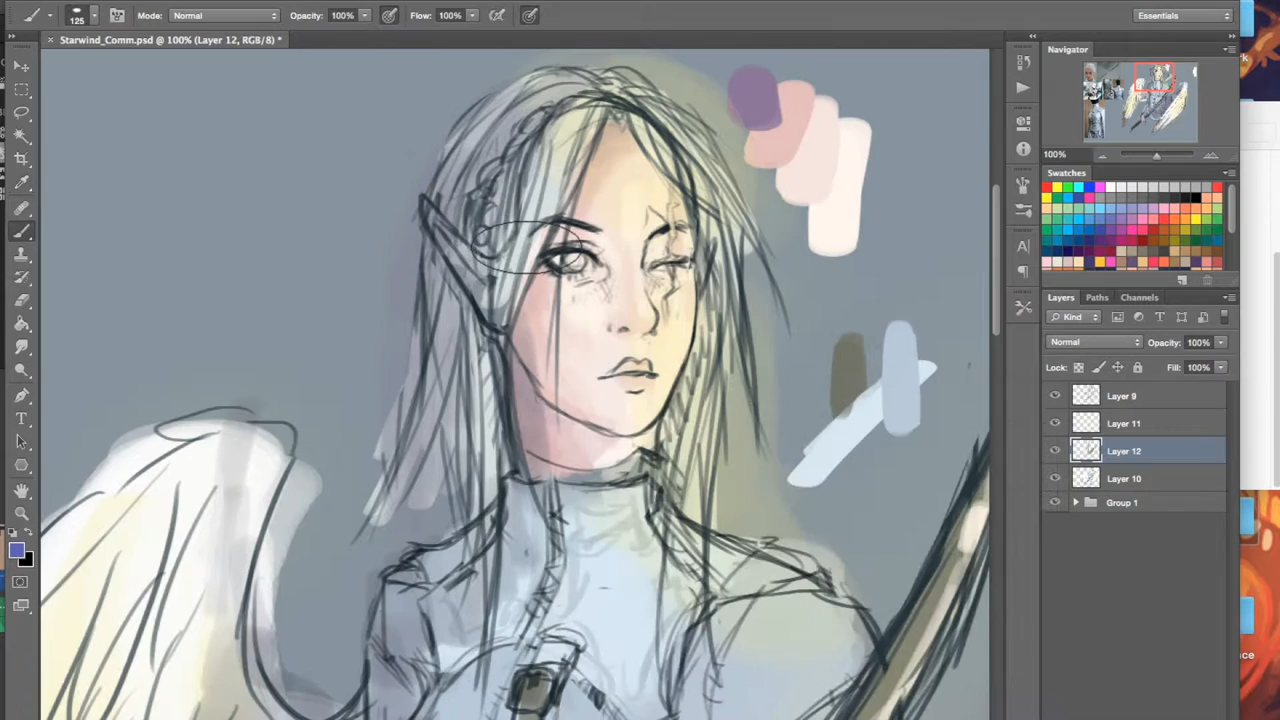 125 Mode: Normal Opacity: 100% Flow: 100% Essentials
Starwind_Comm.psd @ 100% (Layer 12, RGB/8) *
Navigator
100%
Swatches
Layers Paths Channels
Kind
Normal Opacity: 100%
Lock: Fill: 100%
Layer 9
Layer 11
Layer 12
Layer 10
Group 1